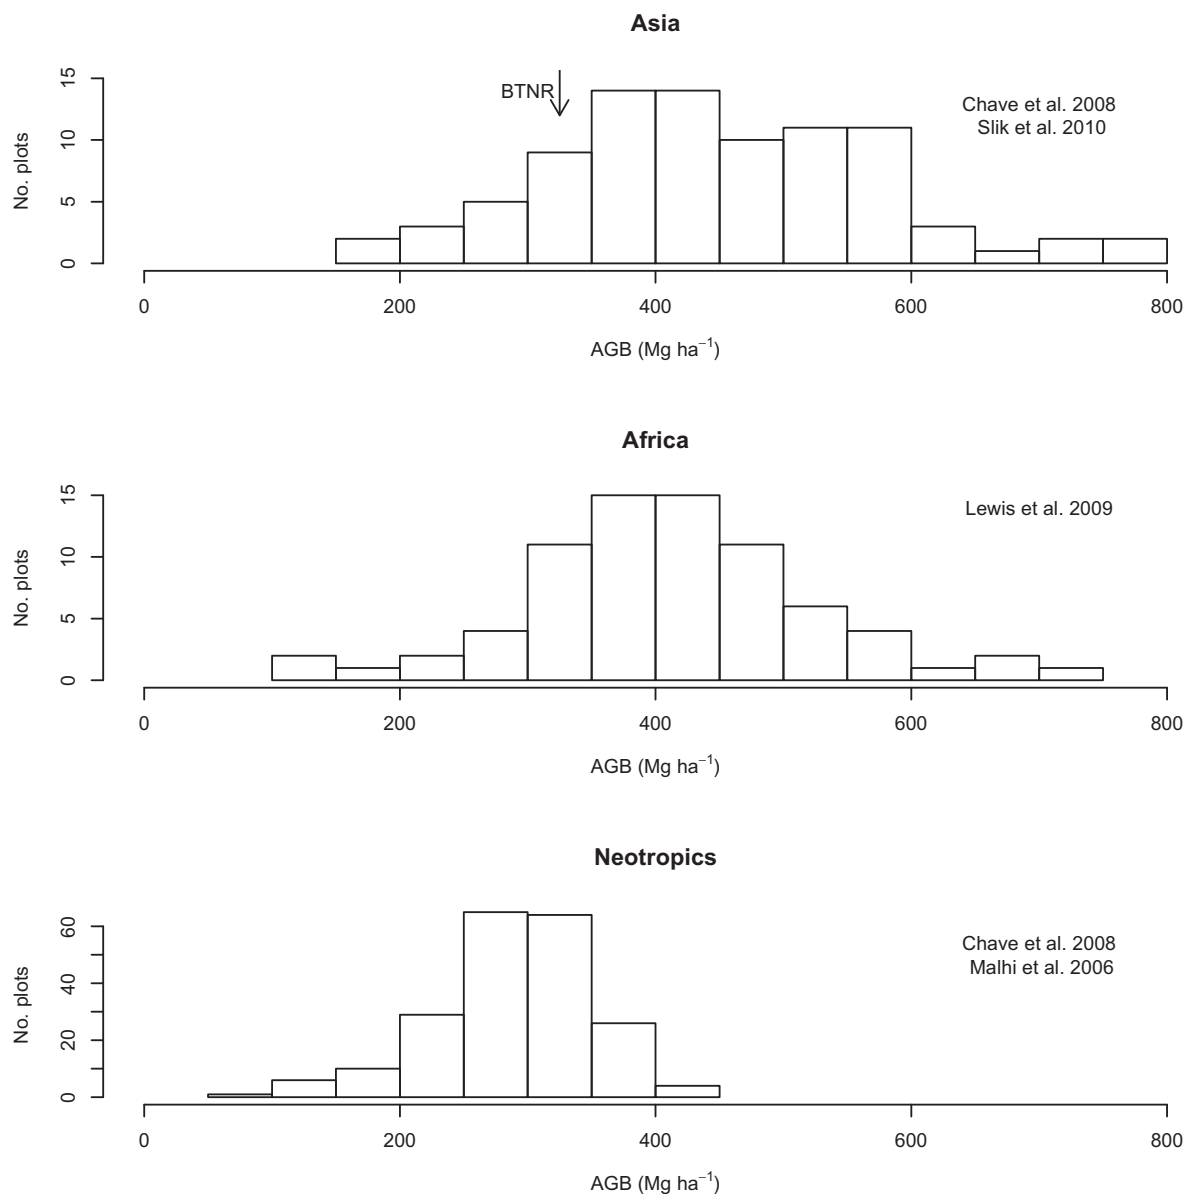 Asia
BTNR
Chave et al. 2008
Slik et al. 2010
No. plots
15
10
5
0
0 200 400 600 800
AGB (Mg ha⁻¹)
Africa
Lewis et al. 2009
No. plots
15
10
5
0
0 200 400 600 800
AGB (Mg ha⁻¹)
Neotropics
Chave et al. 2008
Malhi et al. 2006
No. plots
60
40
20
0
0 200 400 600 800
AGB (Mg ha⁻¹)